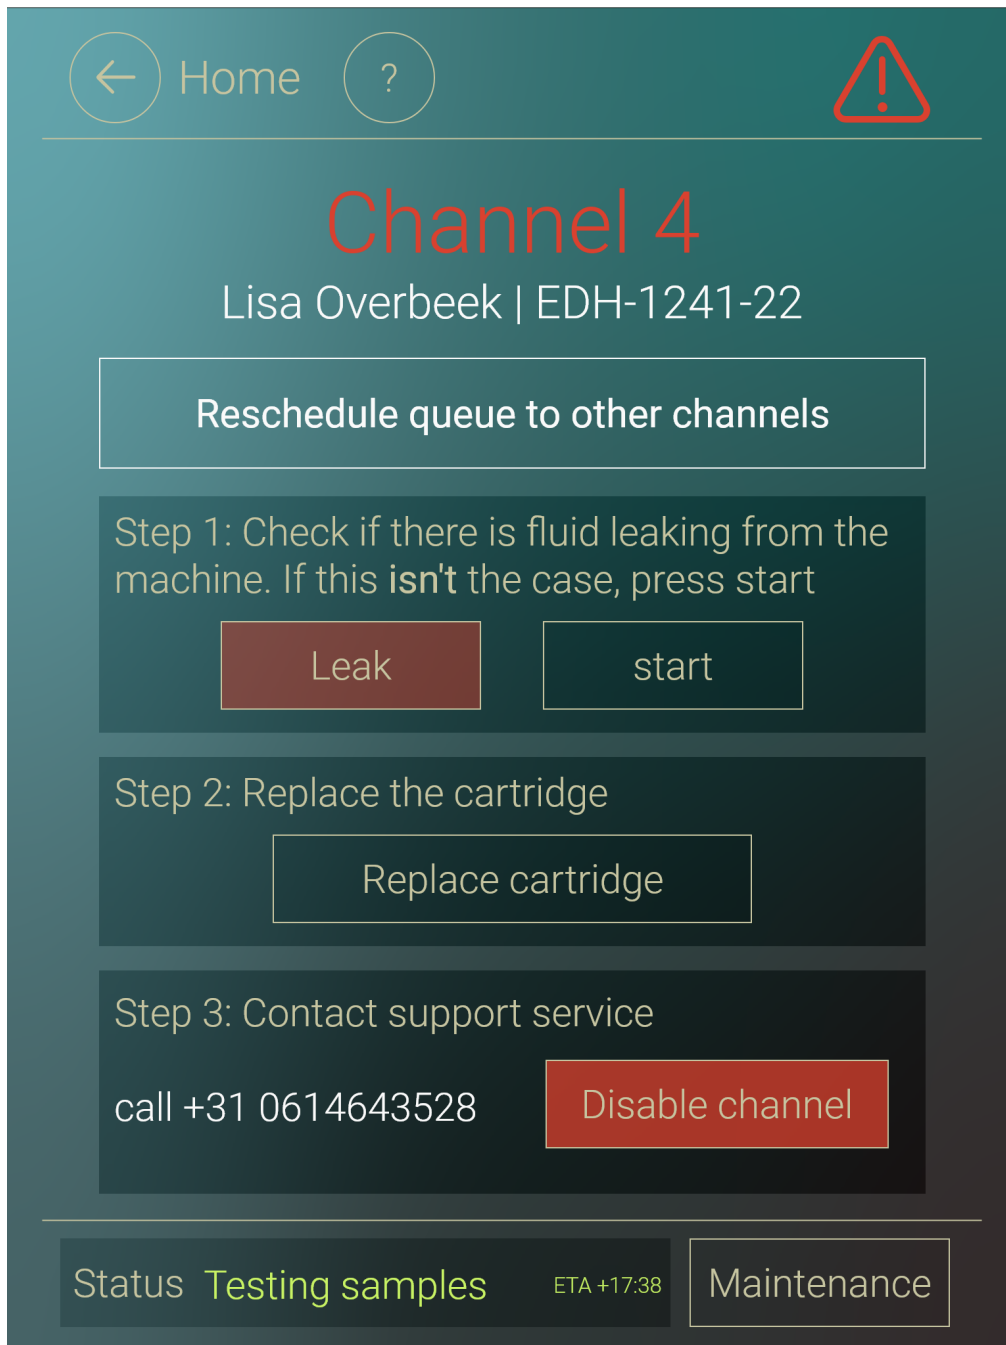 Home ?
Channel 4
Lisa Overbeek | EDH-1241-22
Reschedule queue to other channels
Step 1: Check if there is fluid leaking from the
machine. If this isn't the case, press start
Leak start
Step 2: Replace the cartridge
Replace cartridge
Step 3: Contact support service
call +31 0614643528 Disable channel
Status Testing samples ETA +17:38 Maintenance